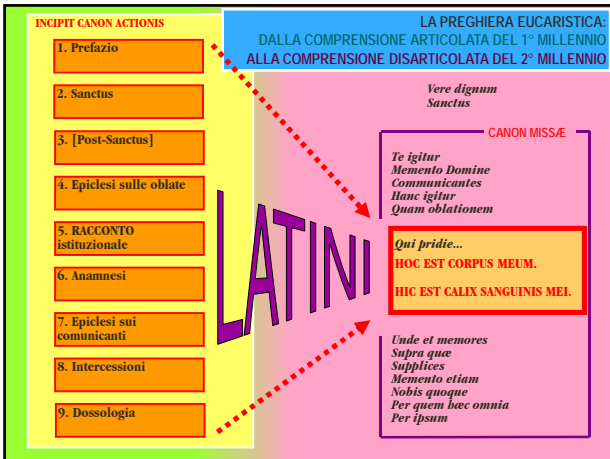 INCIPIT CANON ACTIONIS
1. Prefazio
2. Sanctus
3. [Post-Sanctus]
4. Epiclesi sulle oblate
5. RACCONTO
istituzionale
6. Anamnesi
7. Epiclesi sui
comunicanti
8. Intercessioni
9. Dossologia
LATINI
LA PREGHIERA EUCARISTICA:
DALLA COMPRENSIONE ARTICOLATA DEL 1° MILLENNIO
ALLA COMPRENSIONE DISARTICOLATA DEL 2° MILLENNIO
Vere dignum
Sanctus
CANON MISSÆ
Te igitur
Memento Domine
Communicantes
Hanc igitur
Quam oblationem
Qui pridie...
HOC EST CORPUS MEUM.
HIC EST CALIX SANGUINIS MEI.
Unde et memores
Supra quæ
Supplices
Memento etiam
Nobis quoque
Per quem hæc omnia
Per ipsum